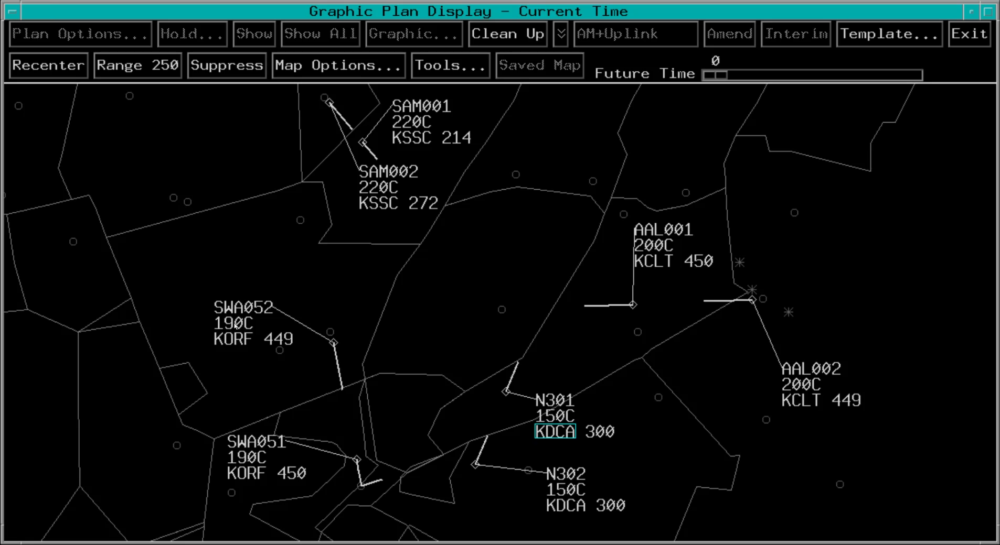 Graphic Plan Display - Current Time
Plan Options... Hold... Show Show All Graphic... Clean Up AM+Uplink Amend Interim Template... Exit
Recenter Range 250 Suppress Map Options... Tools... Saved Map Future Time 0
SAM001
220C
KSSC 214
SAM002
220C
KSSC 272
AAL001
200C
KCLT 450
SWA052
190C
KORF 449
AAL002
200C
KCLT 449
N301
150C
KDCA 300
SWA051
190C
KORF 450
N302
150C
KDCA 300